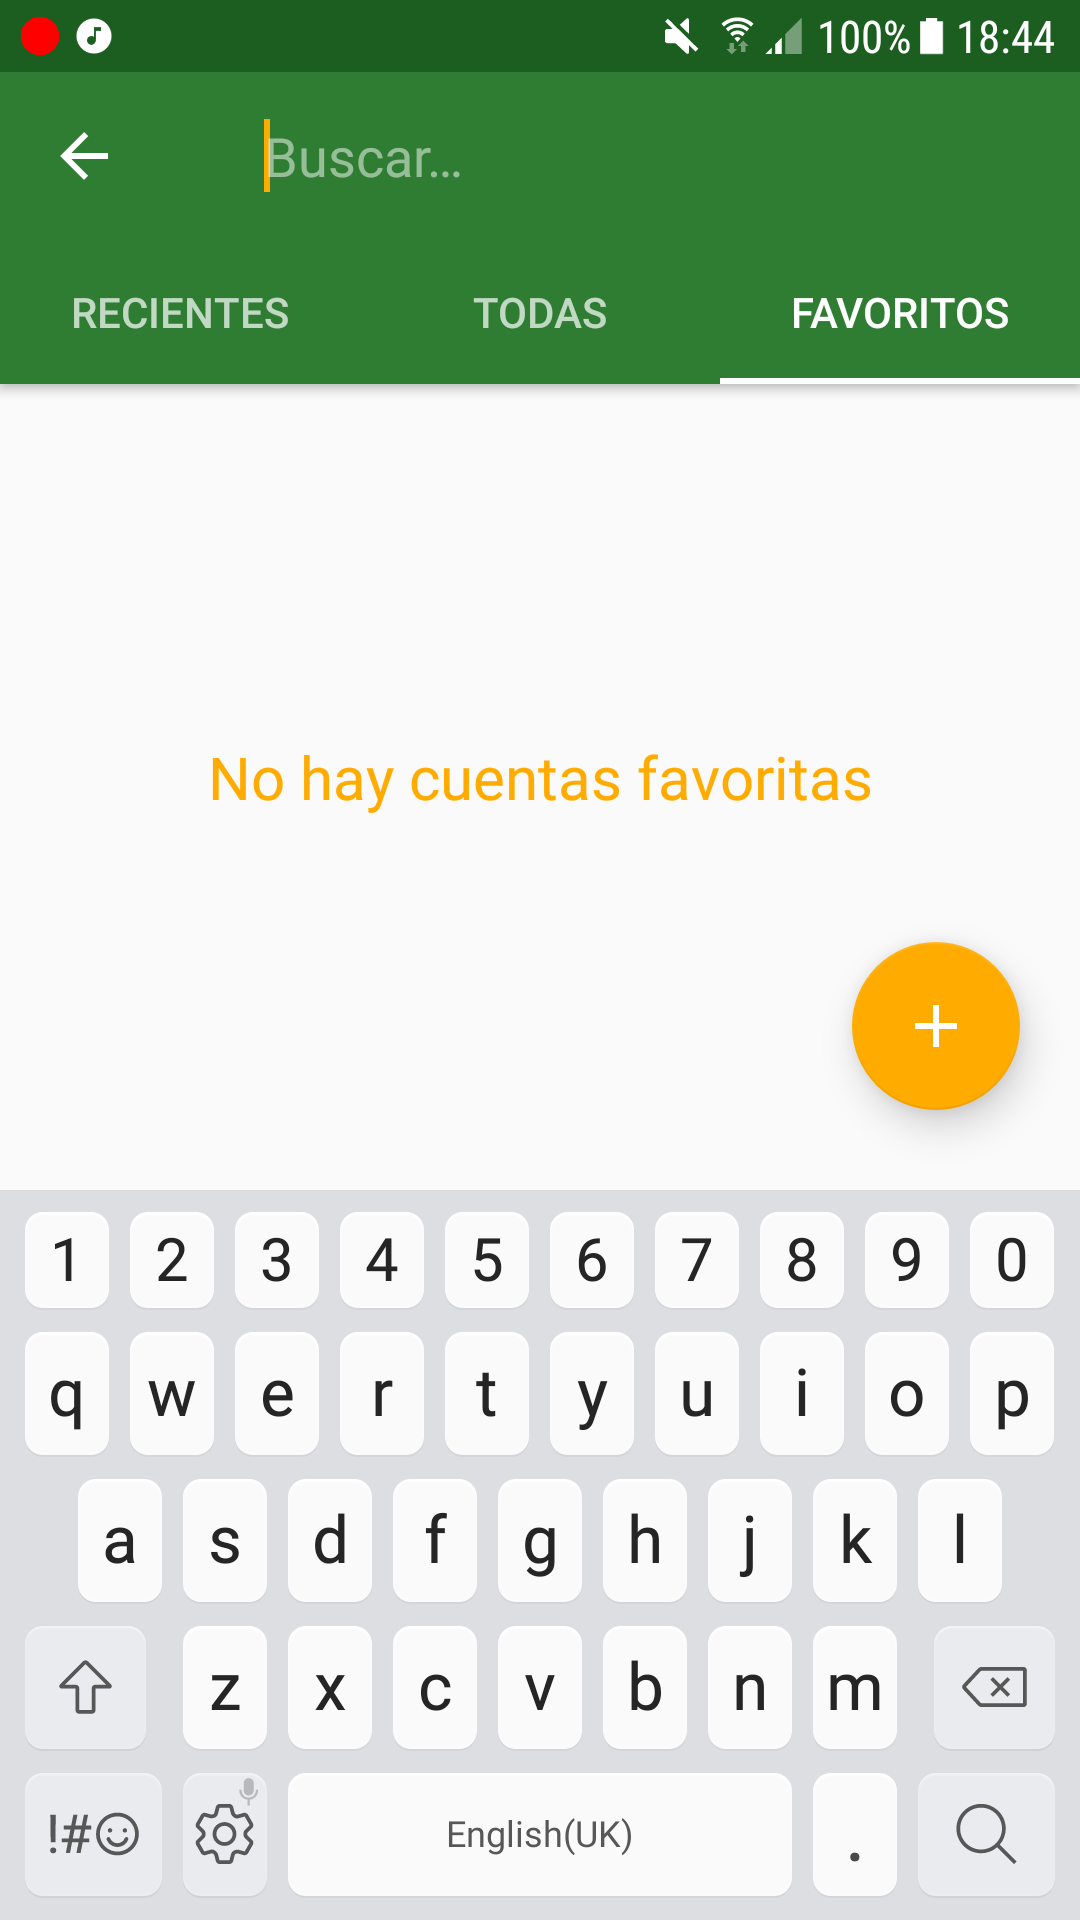 100% 18:44
Buscar...
RECIENTES TODAS FAVORITOS
No hay cuentas favoritas
1 2 3 4 5 6 7 8 9 0
q w e r t y u i o p
a s d f g h j k l
z x c v b n m
!#☺ English(UK) .